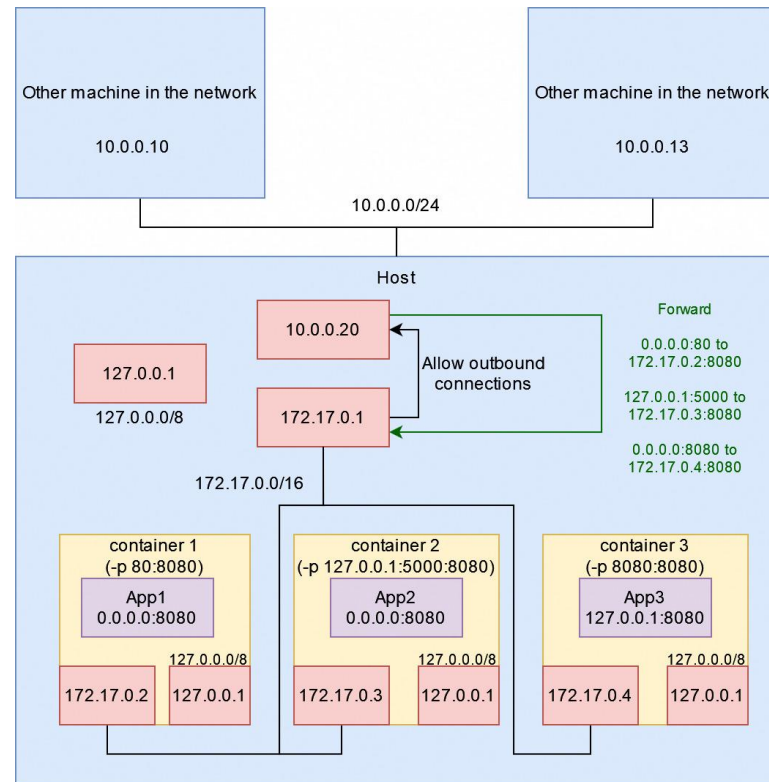 Other machine in the network
10.0.0.10
Other machine in the network
10.0.0.13
10.0.0.0/24
Host
10.0.0.20
127.0.0.1
127.0.0.0/8
Allow outbound
connections
172.17.0.1
Forward
0.0.0.0:80 to
172.17.0.2:8080
127.0.0.1:5000 to
172.17.0.3:8080
0.0.0.0:8080 to
172.17.0.4:8080
172.17.0.0/16
container 1
(-p 80:8080)
App1
0.0.0.0:8080
127.0.0.0/8
172.17.0.2
127.0.0.1
container 2
(-p 127.0.0.1:5000:8080)
App2
0.0.0.0:8080
127.0.0.0/8
172.17.0.3
127.0.0.1
container 3
(-p 8080:8080)
App3
127.0.0.1:8080
127.0.0.0/8
172.17.0.4
127.0.0.1